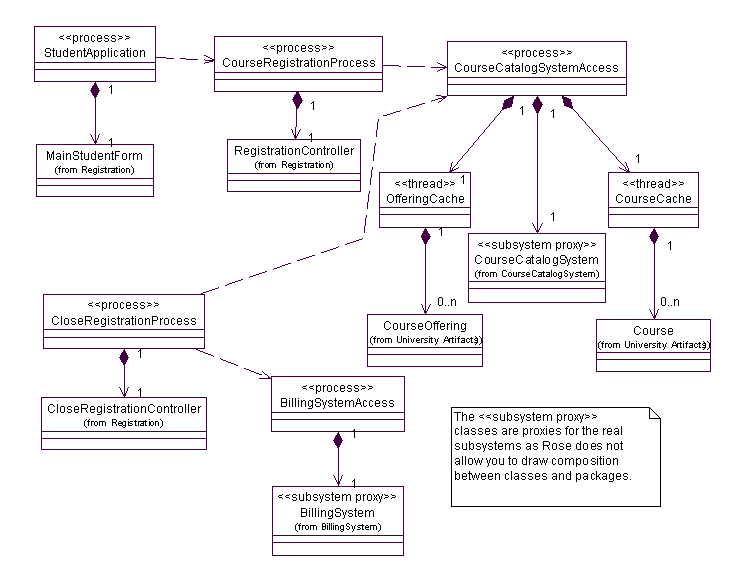 <<process>>
StudentApplication
<<process>>
CourseRegistrationProcess
<<process>>
CourseCatalogSystemAccess
1
1
1
1
1
1
MainStudentForm
(from Registration)
RegistrationController
(from Registration)
1
1
1
<<thread>>
OfferingCache
<<thread>>
CourseCache
1
1
1
<<subsystem proxy>>
CourseCatalogSystem
(from CourseCatalogSystem)
<<process>>
CloseRegistrationProcess
0..n
0..n
CourseOffering
(from University Artifacts)
Course
(from University Artifacts)
1
1
<<process>>
BillingSystemAccess
CloseRegistrationController
(from Registration)
1
1
The <<subsystem proxy>>
classes are proxies for the real
subsystems as Rose does not
allow you to draw composition
between classes and packages.
<<subsystem proxy>>
BillingSystem
(from BillingSystem)